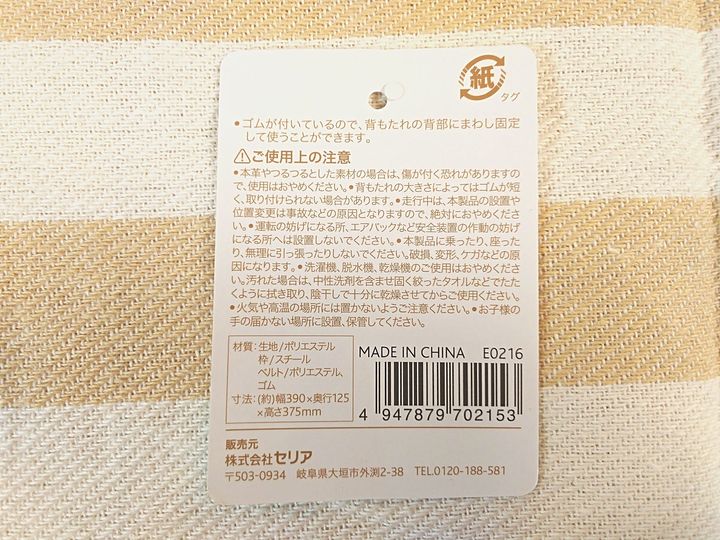 紙
タグ
●ゴムが付いているので、背もたれの背部にまわし固定
して使うことができます。
⚠ご使用上の注意
●本革やつるつるとした素材の場合は、傷が付く恐れがありますの
で、使用はおやめください。●背もたれの大きさによってはゴムが短
く、取り付けられない場合があります。●走行中は、本製品の設置や
位置変更は事故などの原因となりますので、絶対におやめくださ
い。●運転の妨げになる所、エアバックなど安全装置の作動の妨げ
になる所へは設置しないでください。●本製品に乗ったり、座った
り、無理に引っ張ったりしないでください。破損、変形、ケガなどの原
因になります。●洗濯機、脱水機、乾燥機のご使用はおやめくださ
い。汚れた場合は、中性洗剤を含ませ固く絞ったタオルなどでたた
くように拭き取り、陰干しで十分に乾燥させてからご使用ください。
●火気や高温の場所には置かないようご注意ください。●お子様の
手の届かない場所に設置、保管してください。
材質：生地/ポリエステル
枠/スチール
ベルト/ポリエステル、
ゴム
寸法：(約)幅390×奥行125
×高さ375mm
MADE IN CHINA E0216
4 947879 702153
販売元
株式会社セリア
〒503-0934 岐阜県大垣市外渕2-38 TEL.0120-188-581